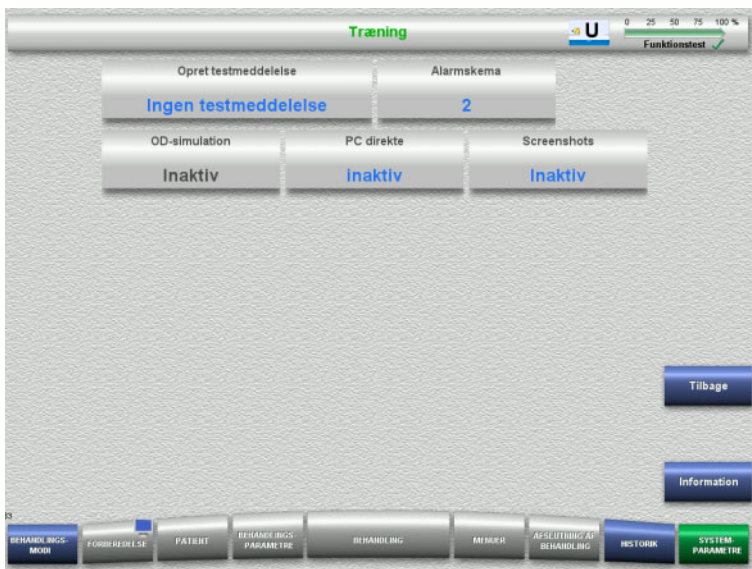 Træning
U
0 25 50 75 100 %
Funktionstest
Opret testmeddelelse
Alarmskema
Ingen testmeddelelse
2
OD-simulation
PC direkte
Screenshots
Inaktiv
inaktiv
Inaktiv
Tilbage
Information
BEHANDLINGS-
MODI
FORBEREDELSE
PATIENT
BEHANDLINGS-
PARAMETRE
BEHANDLING
MENUER
AFSLUTNING AF
BEHANDLING
HISTORIK
SYSTEM-
PARAMETRE